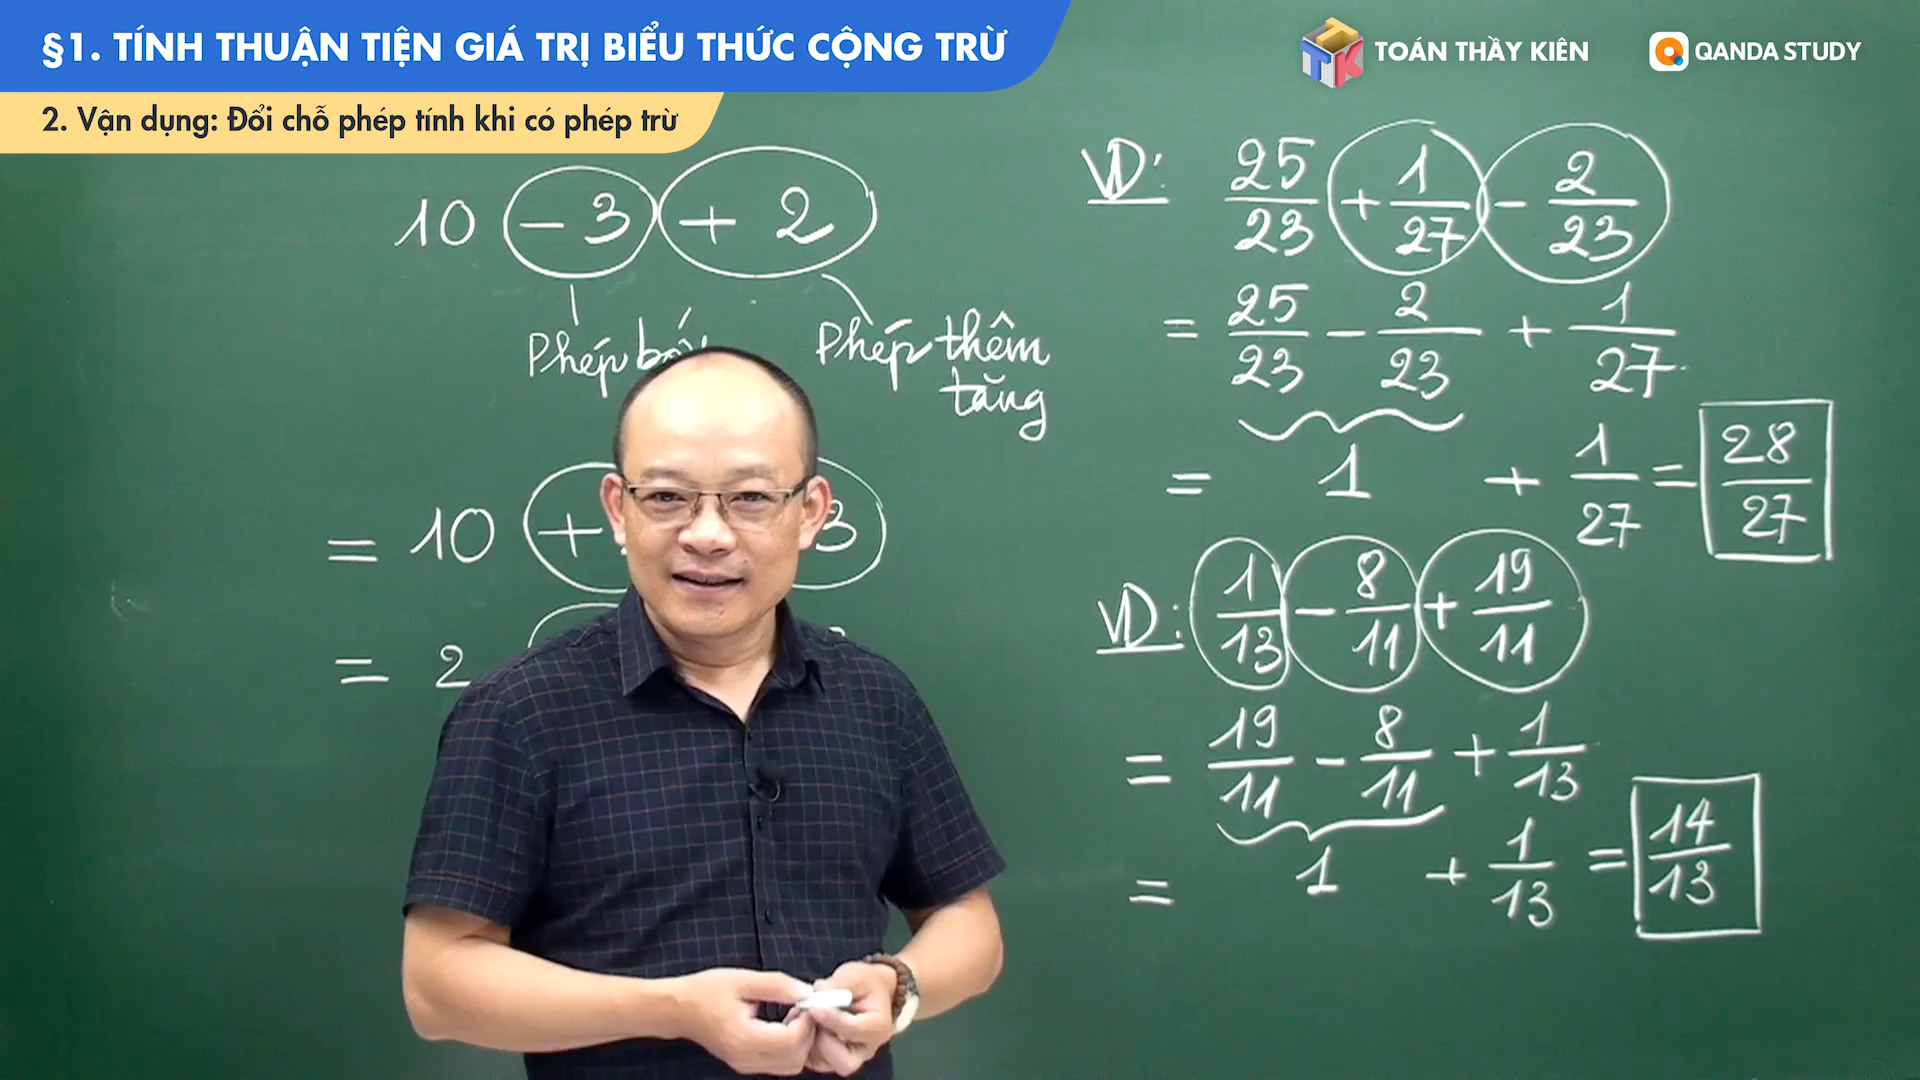 §1. TÍNH THUẬN TIỆN GIÁ TRỊ BIỂU THỨC CỘNG TRỪ
2. Vận dụng: Đổi chỗ phép tính khi có phép trừ
TOÁN THẦY KIÊN
QANDA STUDY
10 - 3 + 2
Phép
Phép thêm
tăng
= 10 + 3
= 2
VD: 25/23 + 1/27 - 2/23
= 25/23 - 2/23 + 1/27
= 1 + 1/27 = 28/27
VD: 1/13 - 8/11 + 19/11
= 19/11 - 8/11 + 1/13
= 1 + 1/13 = 14/13